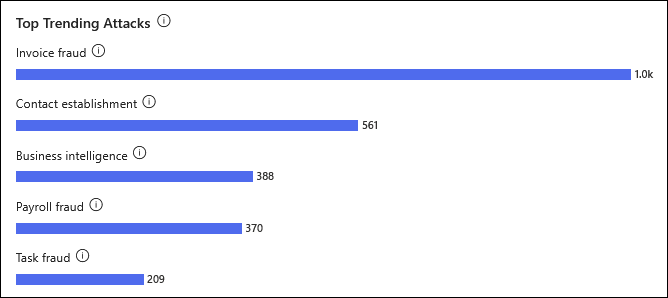 Top Trending Attacks
Invoice fraud
1.0k
Contact establishment
561
Business intelligence
388
Payroll fraud
370
Task fraud
209